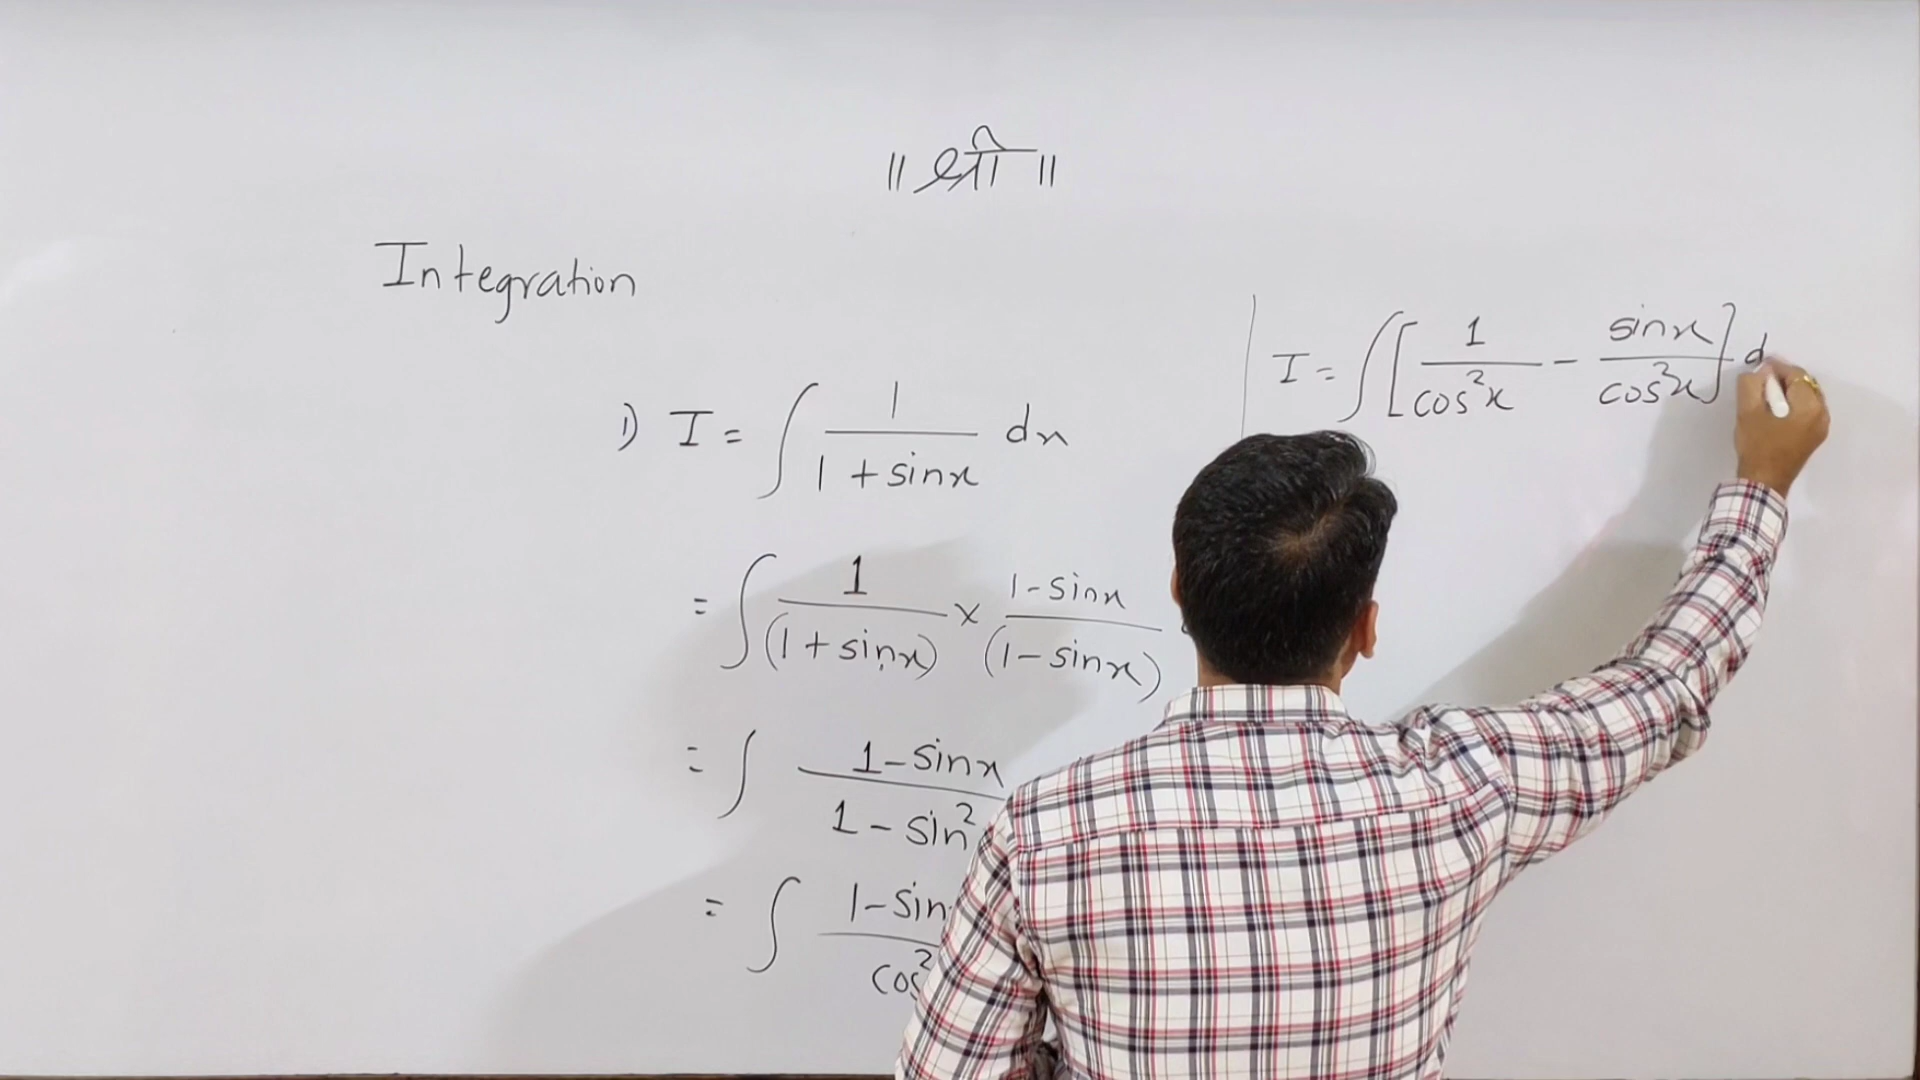 ॥ श्री ॥
Integration
1) I = ∫ 1/(1 + sinx) dx
= ∫ 1/(1 + sinx) × (1 - sinx)/(1 - sinx)
= ∫ (1 - sinx)/(1 - sin²
= ∫ (1 - sin)/(cos²
I = ∫ [1/cos²x - sinx/cos²x] d